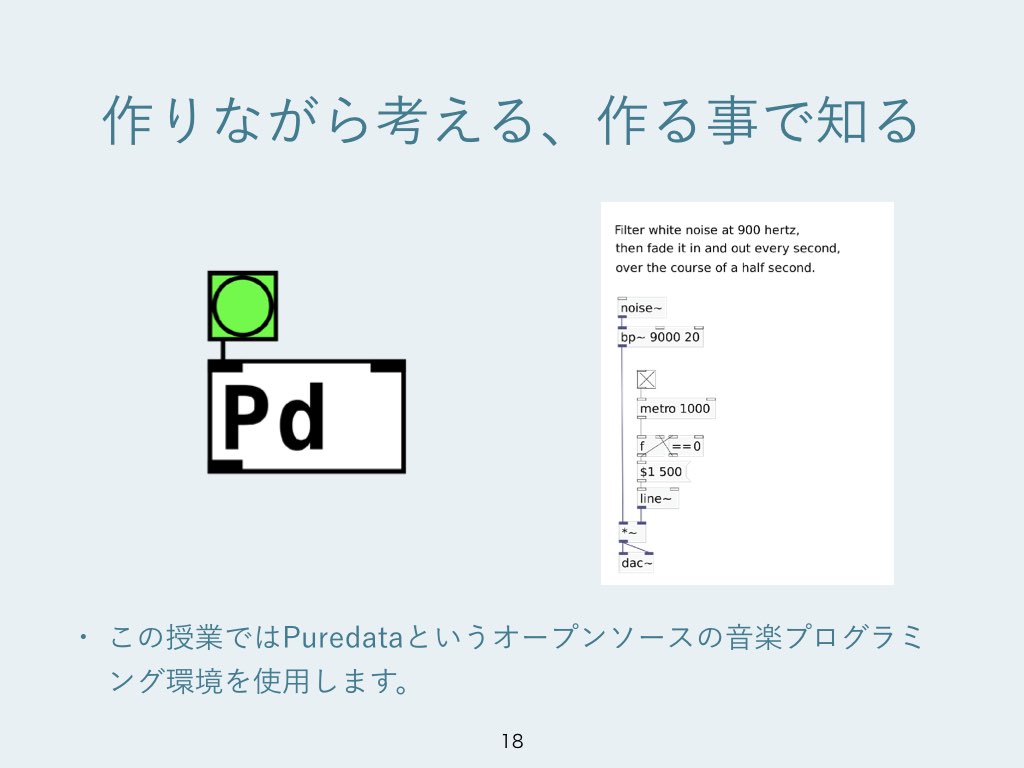 作りながら考える、作る事で知る
Pd
Filter white noise at 900 hertz,
then fade it in and out every second,
over the course of a half second.
noise~
bp~ 9000 20
metro 1000
f ==0
$1 500
line~
*~
dac~
・ この授業ではPuredataというオープンソースの音楽プログラミ
ング環境を使用します。
18